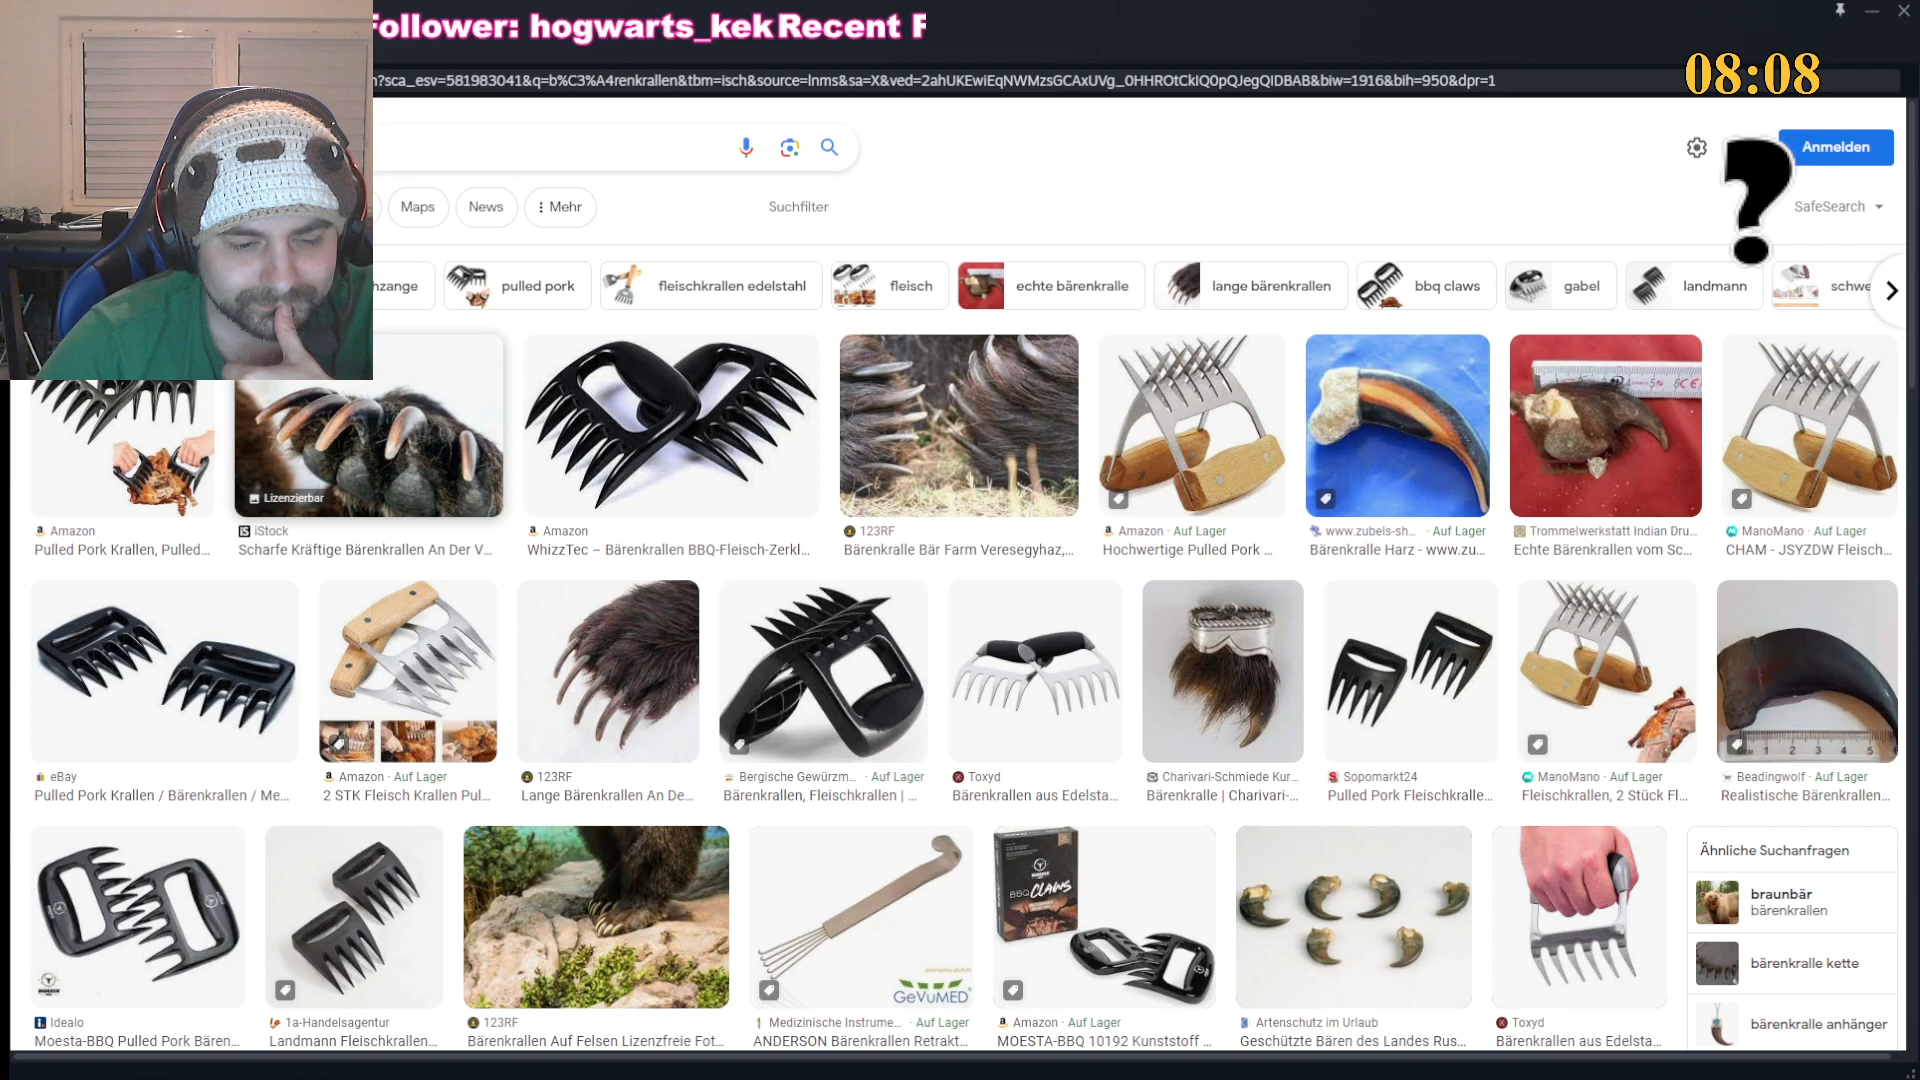 Follower: hogwarts_kekRecent F
n?sca_esv=581983041&q=b%C3%A4renkrallen&tbm=isch&source=lnms&sa=X&ved=2ahUKEwiEqNWMzsGCAxUVg_0HHROtCkIQ0pQJegQIDBAB&biw=1916&bih=950&dpr=1
08:08
Anmelden
Maps
News
Mehr
Suchfilter
SafeSearch
?
hzange
pulled pork
fleischkrallen edelstahl
fleisch
echte bärenkralle
lange bärenkrallen
bbq claws
gabel
landmann
schwe
Lizenzierbar
Amazon
iStock
Amazon
123RF
Amazon · Auf Lager
www.zubels-sh... · Auf Lager
Trommelwerkstatt Indian Dru...
ManoMano · Auf Lager
Pulled Pork Krallen, Pulled...
Scharfe Kräftige Bärenkrallen An Der V...
WhizzTec – Bärenkrallen BBQ-Fleisch-Zerkl...
Bärenkralle Bär Farm Veresegyhaz,...
Hochwertige Pulled Pork ...
Bärenkralle Harz - www.zu...
Echte Bärenkrallen vom Sc...
CHAM - JSYZDW Fleisch...
1 2 3 4 5
eBay
Amazon · Auf Lager
123RF
Bergische Gewürzm... · Auf Lager
Toxyd
Charivari-Schmiede Kur...
Sopomarkt24
ManoMano · Auf Lager
Beadingwolf · Auf Lager
Pulled Pork Krallen / Bärenkrallen / Me...
2 STK Fleisch Krallen Pul...
Lange Bärenkrallen An De...
Bärenkrallen, Fleischkrallen | ...
Bärenkrallen aus Edelsta...
Bärenkralle | Charivari-...
Pulled Pork Fleischkralle...
Fleischkrallen, 2 Stück Fl...
Realistische Bärenkrallen...
BBQ CLAWS
GeVuMED
Ähnliche Suchanfragen
braunbär
bärenkrallen
bärenkralle kette
bärenkralle anhänger
Idealo
1a-Handelsagentur
123RF
Medizinische Instrume... · Auf Lager
Amazon · Auf Lager
Artenschutz im Urlaub
Toxyd
Moesta-BBQ Pulled Pork Bären...
Landmann Fleischkrallen...
Bärenkrallen Auf Felsen Lizenzfreie Fot...
ANDERSON Bärenkrallen Retrakt...
MOESTA-BBQ 10192 Kunststoff ...
Geschützte Bären des Landes Rus...
Bärenkrallen aus Edelsta...